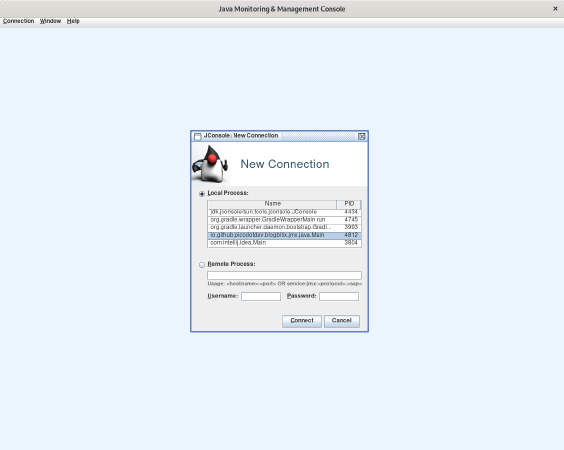 Java Monitoring & Management Console
Connection Window Help
JConsole: New Connection
New Connection
Local Process:
Name PID
jdk.jconsole/sun.tools.jconsole.JConsole 4434
org.gradle.wrapper.GradleWrapperMain run 4745
org.gradle.launcher.daemon.bootstrap.Gradl... 3993
io.github.picodotdev.blogbitix.jmx.java.Main 4812
com.intellij.idea.Main 3804
Remote Process:
Usage: <hostname>:<port> OR service:jmx:<protocol>:<sap>
Username: Password:
Connect Cancel